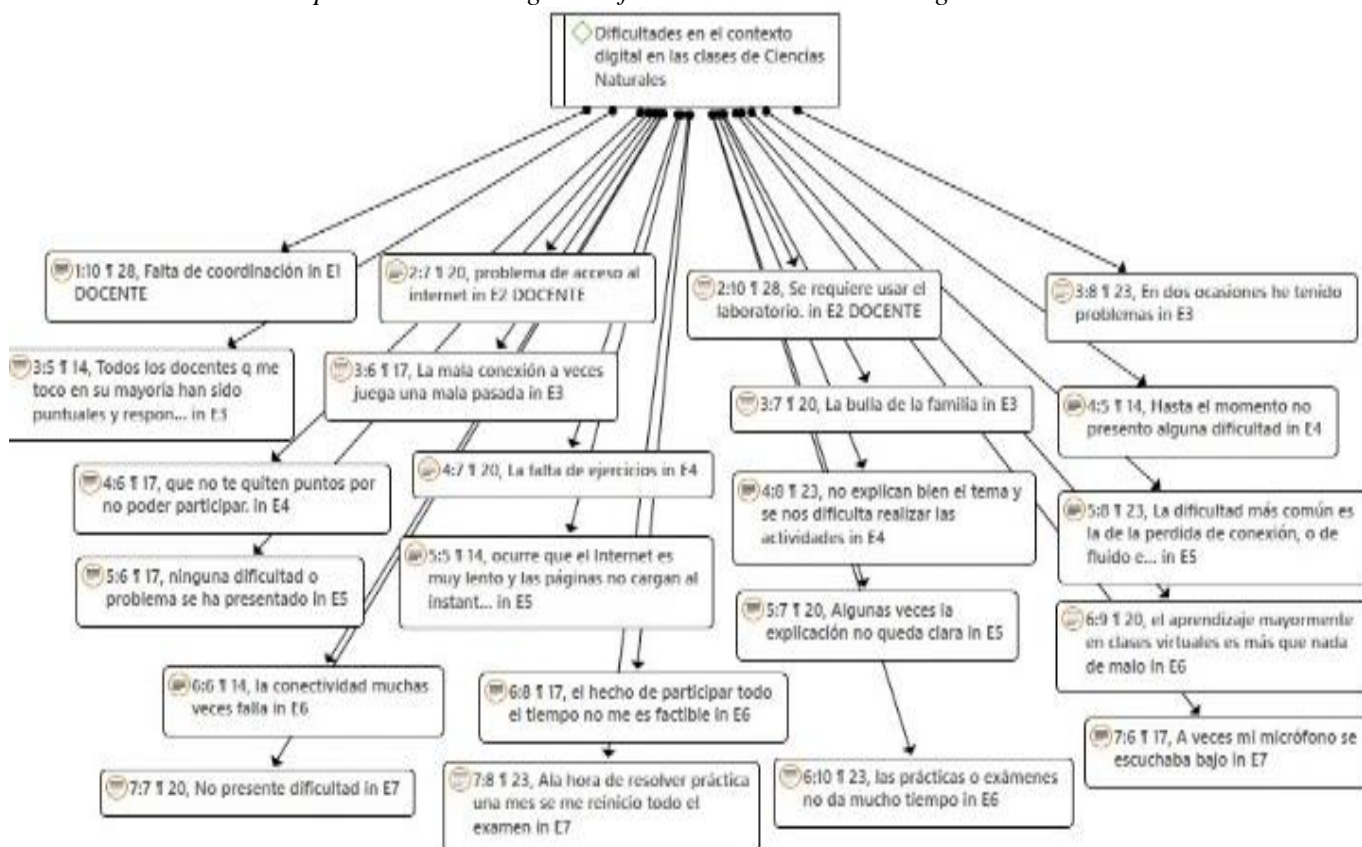 Dificultades en el contexto
digital en las clases de Ciencias
Naturales
1:10 ¶ 28, Falta de coordinación in E1
DOCENTE
2:7 ¶ 20, problema de acceso al
internet in E2 DOCENTE
2:10 ¶ 28, Se requiere usar el
laboratorio. in E2 DOCENTE
3:8 ¶ 23, En dos ocasiones he tenido
problemas in E3
3:5 ¶ 14, Todos los docentes q me
toco en su mayoría han sido
puntuales y respon... in E3
3:6 ¶ 17, La mala conexión a veces
juega una mala pasada in E3
3:7 ¶ 20, La bulla de la familia in E3
4:5 ¶ 14, Hasta el momento no
presento alguna dificultad in E4
4:6 ¶ 17, que no te quiten puntos por
no poder participar. in E4
4:7 ¶ 20, La falta de ejercicios in E4
4:8 ¶ 23, no explican bien el tema y
se nos dificulta realizar las
actividades in E4
5:8 ¶ 23, La dificultad más común es
la de la perdida de conexión, o de
fluido e... in E5
5:6 ¶ 17, ninguna dificultad o
problema se ha presentado in E5
5:5 ¶ 14, ocurre que el Internet es
muy lento y las páginas no cargan al
instant... in E5
5:7 ¶ 20, Algunas veces la
explicación no queda clara in E5
6:9 ¶ 20, el aprendizaje mayormente
en clases virtuales es más que nada
de malo in E6
6:6 ¶ 14, la conectividad muchas
veces falla in E6
6:8 ¶ 17, el hecho de participar todo
el tiempo no me es factible in E6
7:6 ¶ 17, A veces mi micrófono se
escuchaba bajo in E7
7:7 ¶ 20, No presente dificultad in E7
7:8 ¶ 23, Ala hora de resolver práctica
una mes se me reinicio todo el
examen in E7
6:10 ¶ 23, las prácticas o exámenes
no da mucho tiempo in E6